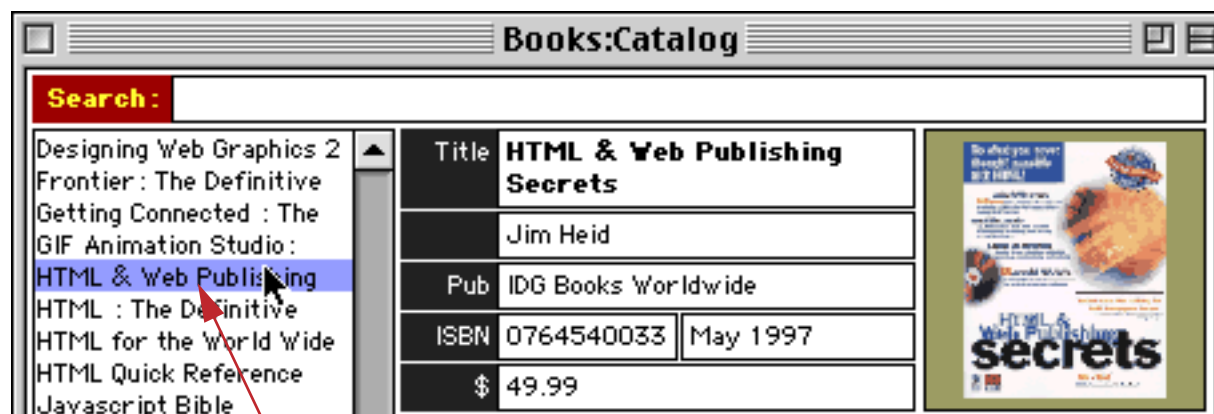 Books:Catalog
Search:
Designing Web Graphics 2
Frontier: The Definitive
Getting Connected : The
GIF Animation Studio:
HTML & Web Publishing
HTML : The Definitive
HTML for the World Wide
HTML Quick Reference
Javascript Bible
Title HTML & Web Publishing
Secrets
Jim Heid
Pub IDG Books Worldwide
ISBN 0764540033 May 1997
$ 49.99
HTML &
Web Publishing
secrets